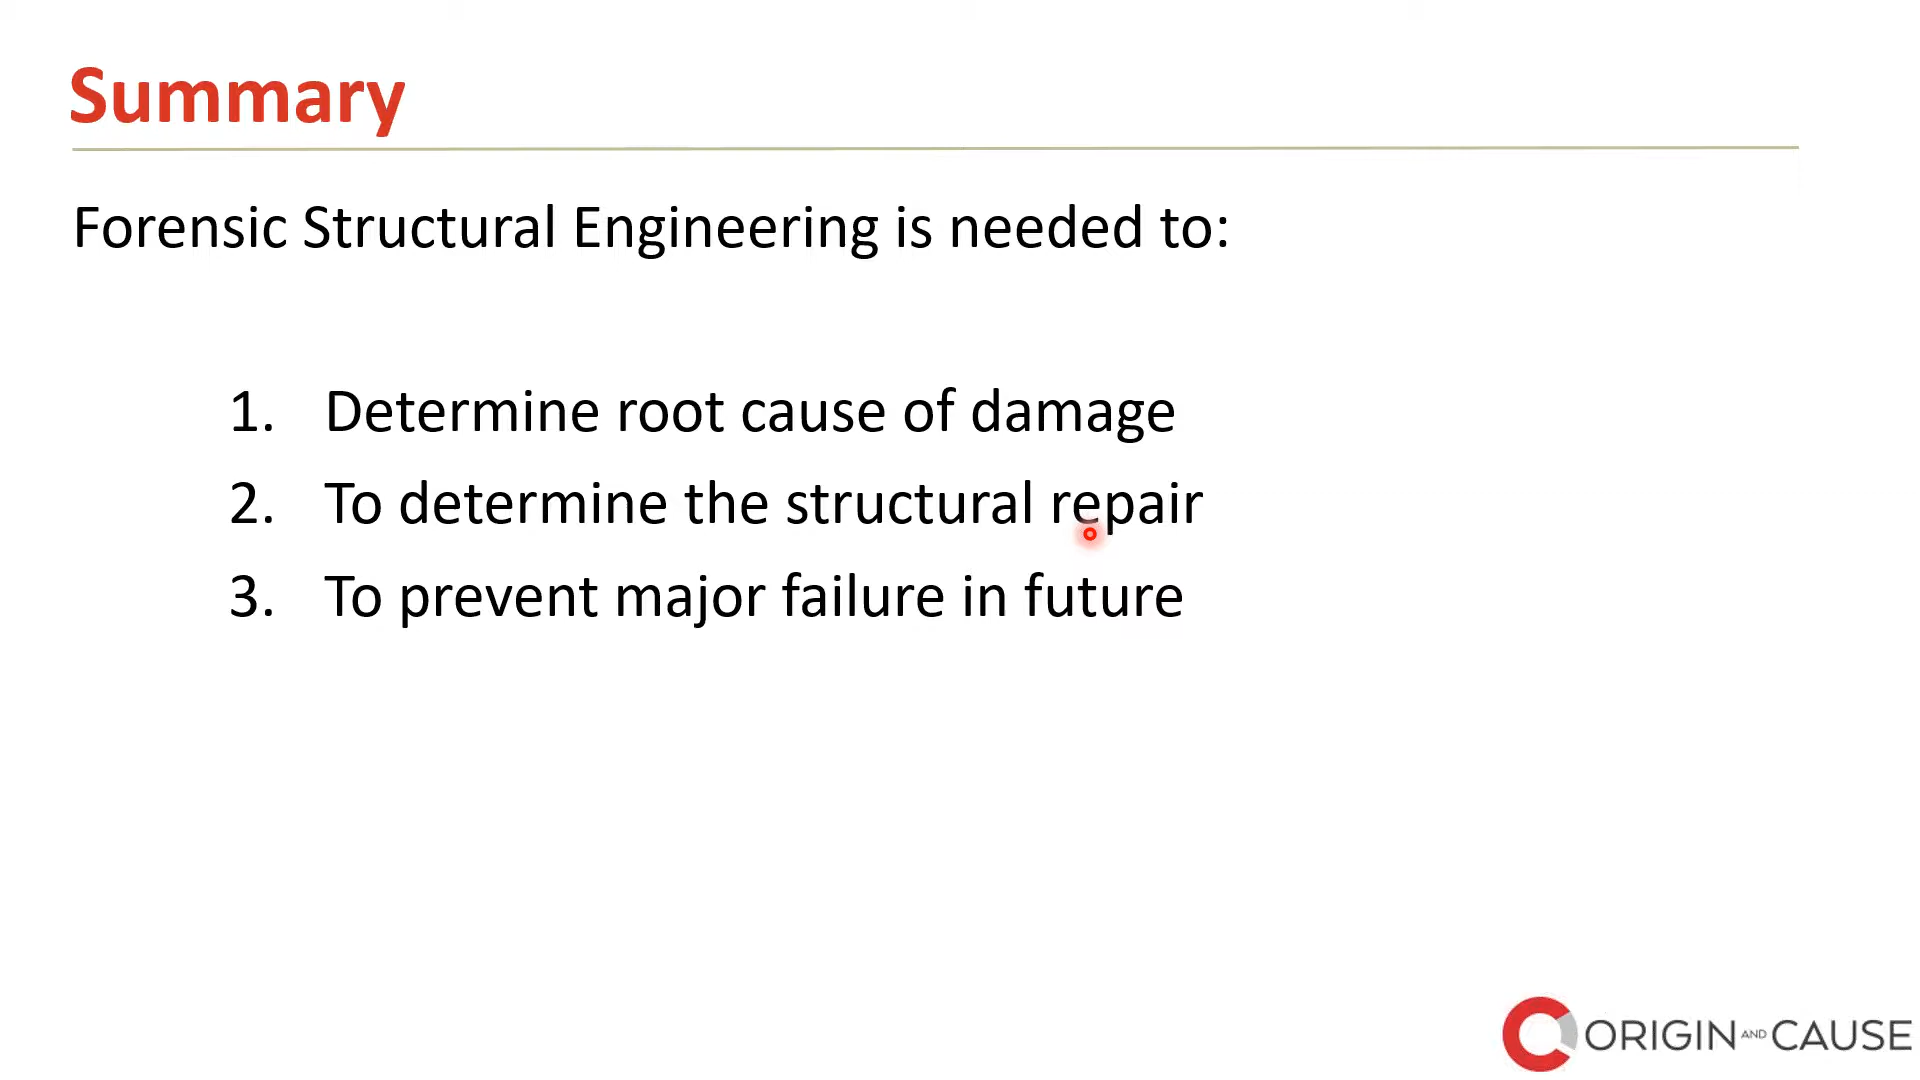 Summary
Forensic Structural Engineering is needed to:
1. Determine root cause of damage
2. To determine the structural repair
3. To prevent major failure in future
ORIGIN AND CAUSE